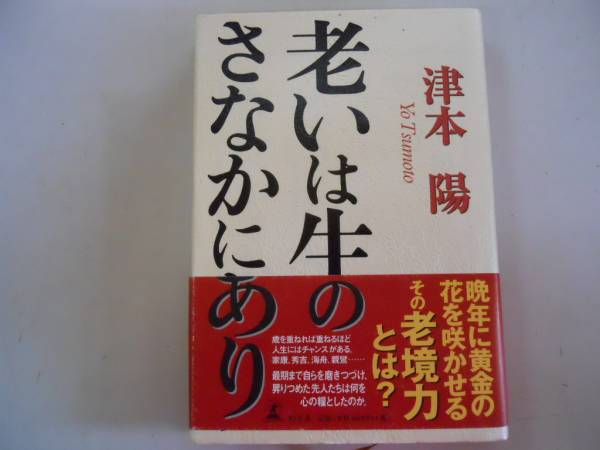 津本 陽
Yo Tsumoto
老いは生の
さなかにあり
晩年に黄金の
花を咲かせる
その老境力
とは?
歳を重ねれば重ねるほど
人生にはチャンスがある。
家康、秀吉、海舟、親鸞……
最期まで自らを磨きつづけ、
昇りつめた先人たちは何を
心の糧としたのか。